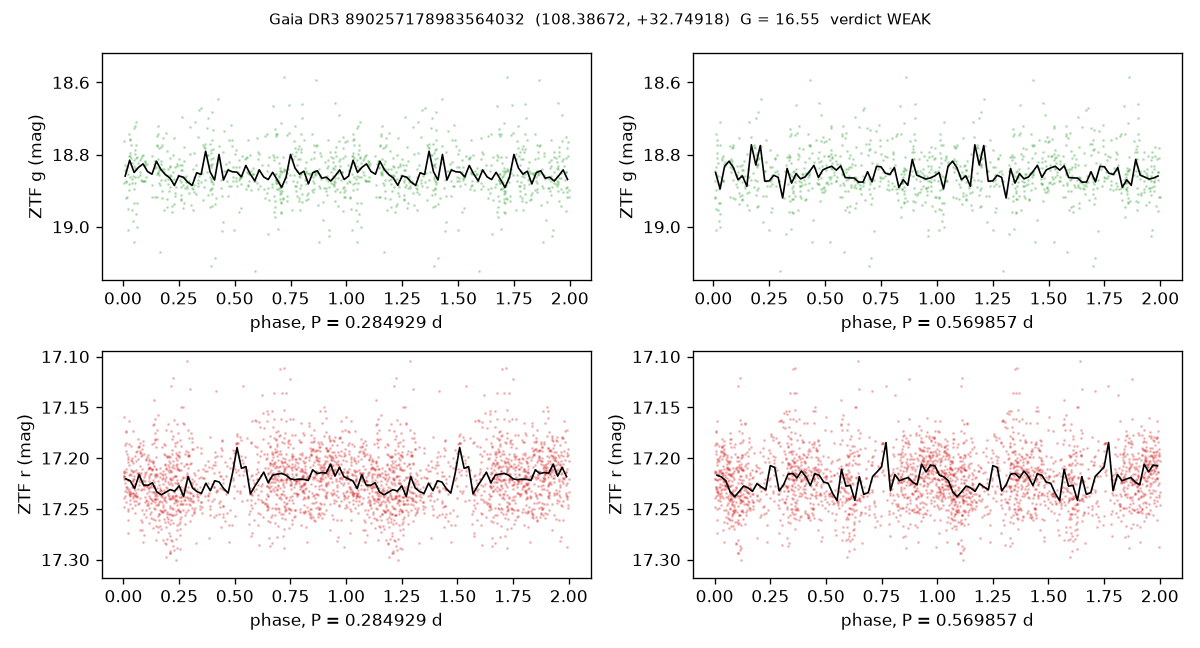 Gaia DR3 890257178983564032 (108.38672, +32.74918) G = 16.55 verdict WEAK
ZTF g (mag)
18.6
18.8
19.0
0.00 0.25 0.50 0.75 1.00 1.25 1.50 1.75 2.00
phase, P = 0.284929 d
ZTF g (mag)
18.6
18.8
19.0
0.00 0.25 0.50 0.75 1.00 1.25 1.50 1.75 2.00
phase, P = 0.569857 d
ZTF r (mag)
17.10
17.15
17.20
17.25
17.30
0.00 0.25 0.50 0.75 1.00 1.25 1.50 1.75 2.00
phase, P = 0.284929 d
ZTF r (mag)
17.10
17.15
17.20
17.25
17.30
0.00 0.25 0.50 0.75 1.00 1.25 1.50 1.75 2.00
phase, P = 0.569857 d